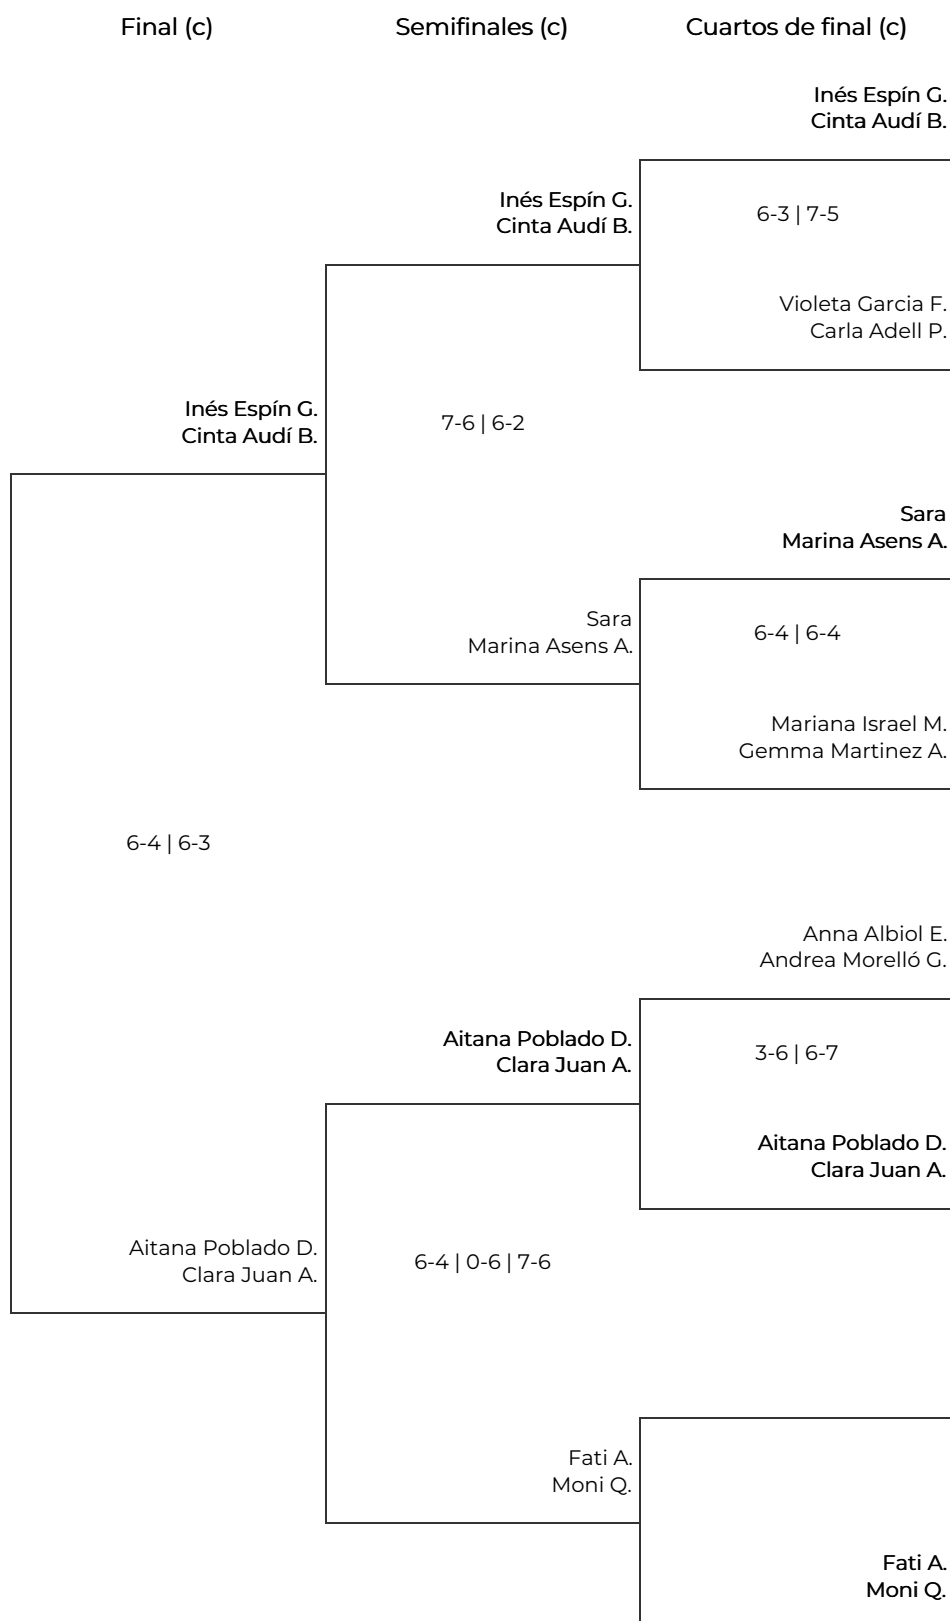 Final (c)
Semifinales (c)
Cuartos de final (c)
Inés Espín G.
Cinta Audí B.
Inés Espín G.
Cinta Audí B.
6-3 | 7-5
Violeta Garcia F.
Carla Adell P.
Inés Espín G.
Cinta Audí B.
7-6 | 6-2
Sara
Marina Asens A.
Sara
Marina Asens A.
6-4 | 6-4
Mariana Israel M.
Gemma Martinez A.
6-4 | 6-3
Anna Albiol E.
Andrea Morelló G.
Aitana Poblado D.
Clara Juan A.
3-6 | 6-7
Aitana Poblado D.
Clara Juan A.
Aitana Poblado D.
Clara Juan A.
6-4 | 0-6 | 7-6
Fati A.
Moni Q.
Fati A.
Moni Q.